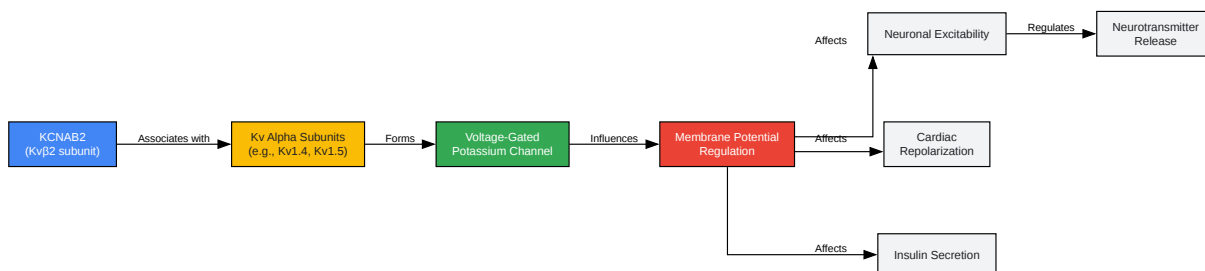 KCNAB2
(Kvβ2 subunit)
Associates with
Kv Alpha Subunits
(e.g., Kv1.4, Kv1.5)
Forms
Voltage-Gated
Potassium Channel
Influences
Membrane Potential
Regulation
Affects
Neuronal Excitability
Regulates
Neurotransmitter
Release
Affects
Cardiac
Repolarization
Affects
Insulin Secretion